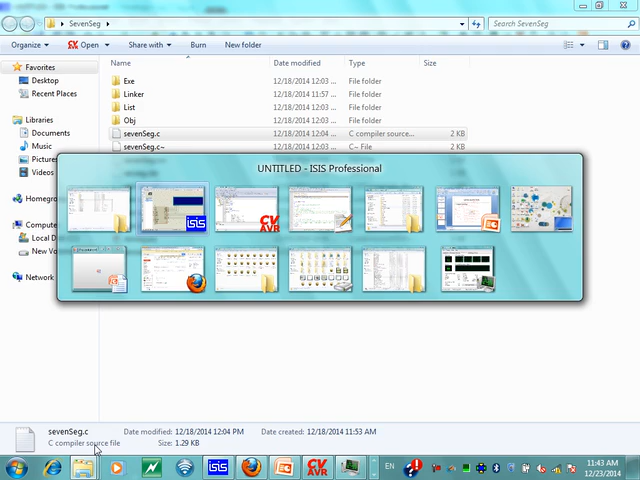 SevenSeg
Search SevenSeg
Organize
CV AVR
Open
Share with
Burn
New folder
Name
Date modified
Type
Size
Favorites
Desktop
Recent Places
Libraries
Documents
Music
Pictures
Videos
Homegro
Compute
Local D
New Vo
Network
Exe 12/18/2014 12:03 ... File folder
Linker 12/18/2014 11:57 ... File folder
List 12/18/2014 12:03 ... File folder
Obj 12/18/2014 12:03 ... File folder
sevenSeg.c 12/18/2014 12:04 ... C compiler source... 2 KB
sevenSeg.c~ 12/18/2014 12:03 ... C~ File 2 KB
UNTITLED - ISIS Professional
ISIS
CV
AVR
sevenSeg.c Date modified: 12/18/2014 12:04 PM Date created: 12/18/2014 11:53 AM
C compiler source file Size: 1.29 KB
ISIS
CV
AVR
EN
11:43 AM
12/23/2014